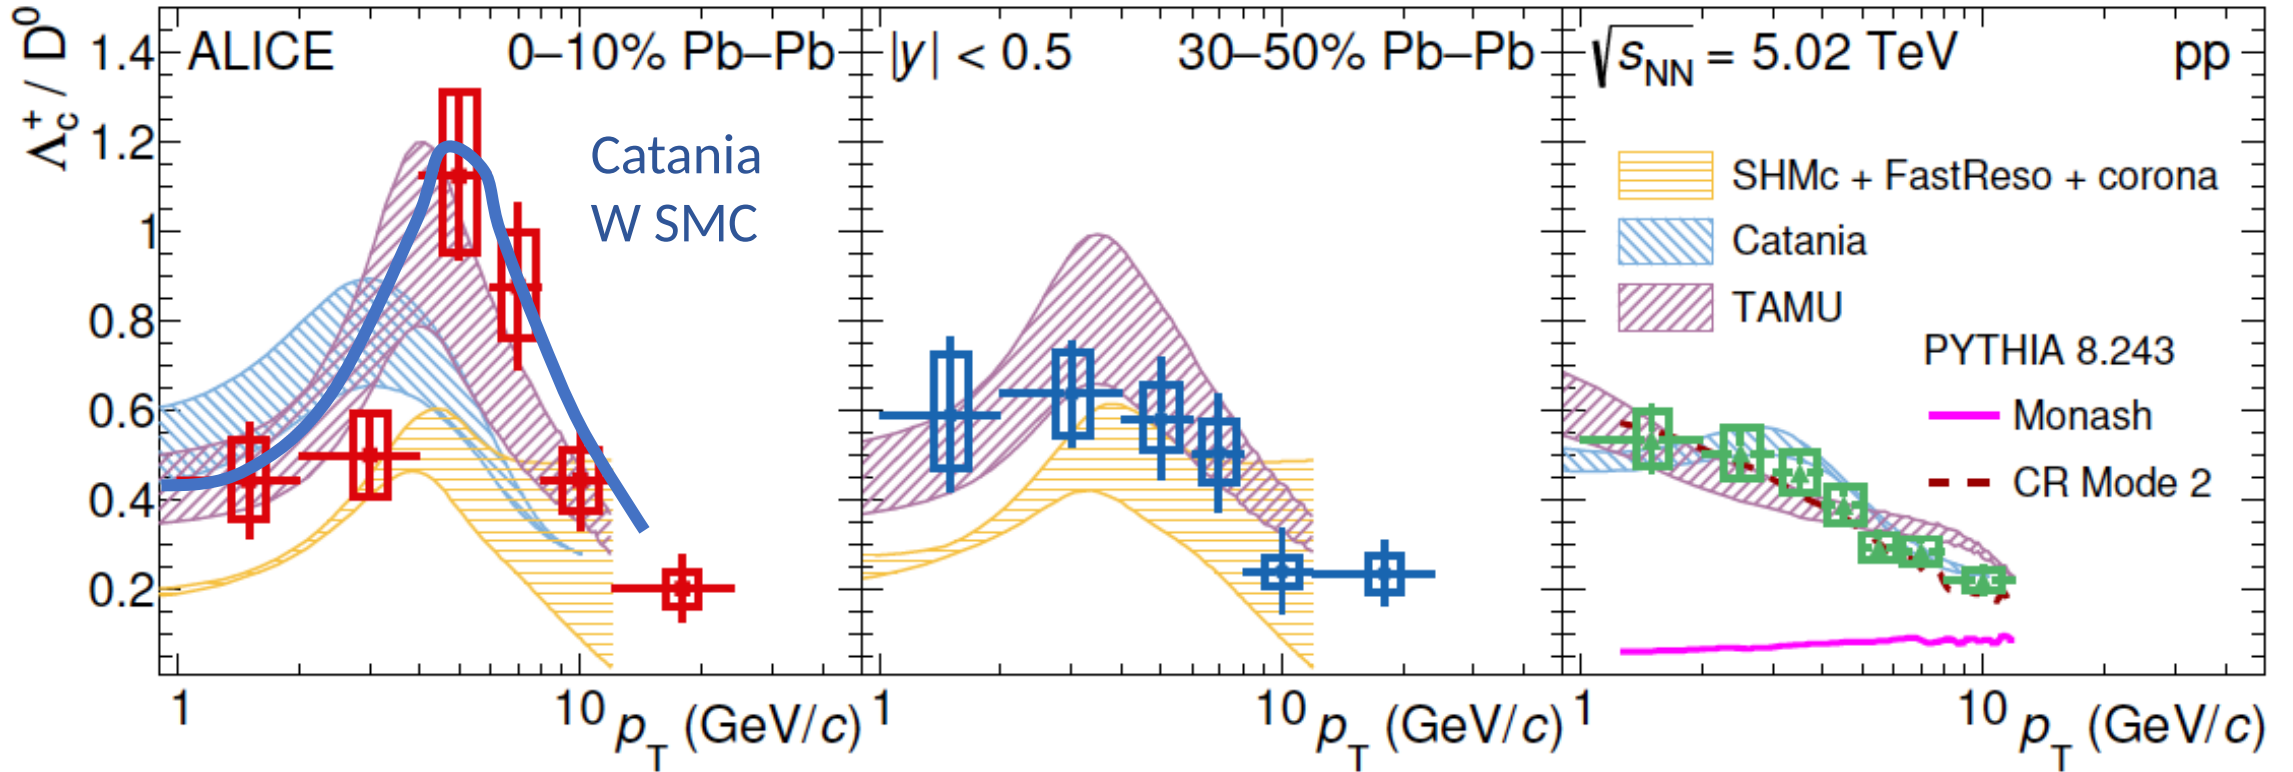 Λc+ / D0
ALICE 0–10% Pb–Pb
|y| < 0.5 30–50% Pb–Pb
√sNN = 5.02 TeV pp
1.4
1.2
1
0.8
0.6
0.4
0.2
Catania
W SMC
SHMc + FastReso + corona
Catania
TAMU
PYTHIA 8.243
Monash
CR Mode 2
1 10 pT (GeV/c)
1 10 pT (GeV/c)
1 10 pT (GeV/c)